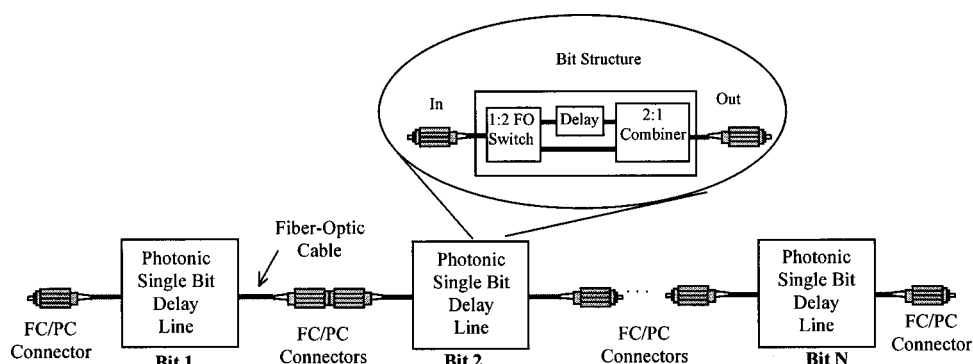 Bit Structure
In
Out
1:2 FO
Switch
Delay
2:1
Combiner
Fiber-Optic
Cable
Photonic
Single Bit
Delay
Line
Photonic
Single Bit
Delay
Line
. . .
Photonic
Single Bit
Delay
Line
FC/PC
Connector
Bit 1
FC/PC
Connectors
Bit 2
FC/PC
Connectors
Bit N
FC/PC
Connector